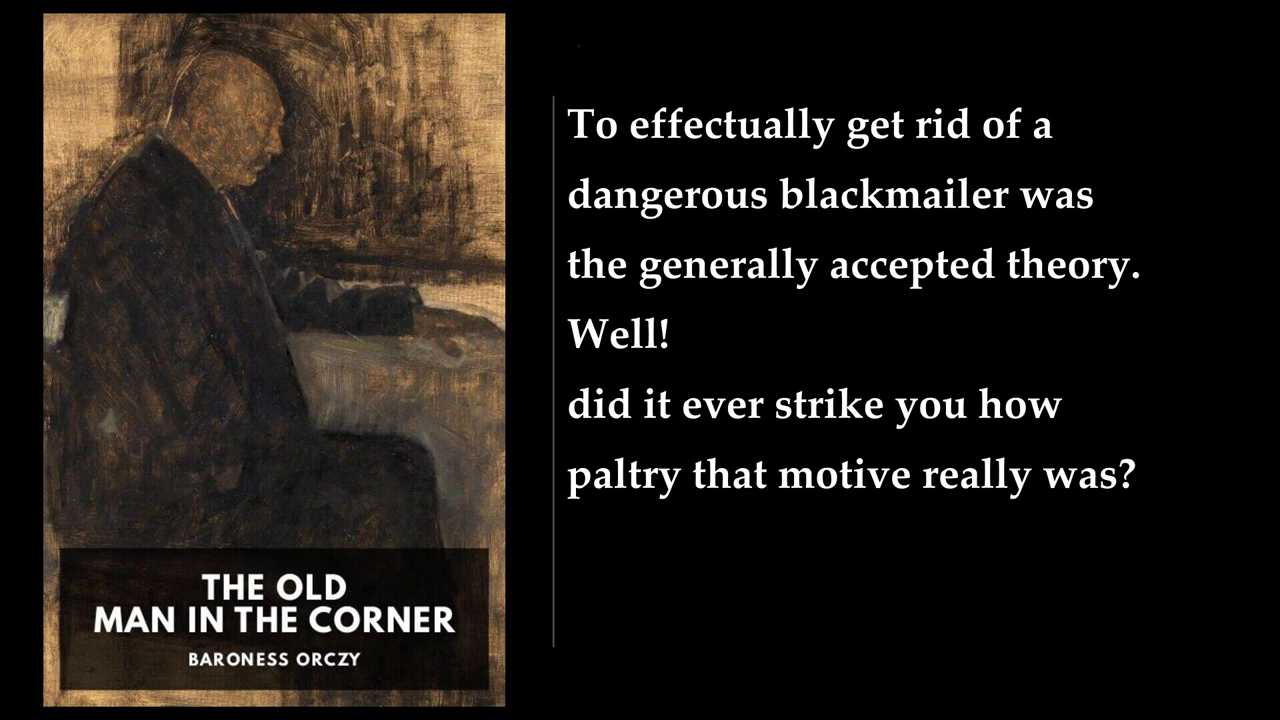 THE OLD
MAN IN THE CORNER
BARONESS ORCZY
To effectually get rid of a
dangerous blackmailer was
the generally accepted theory.
Well!
did it ever strike you how
paltry that motive really was?